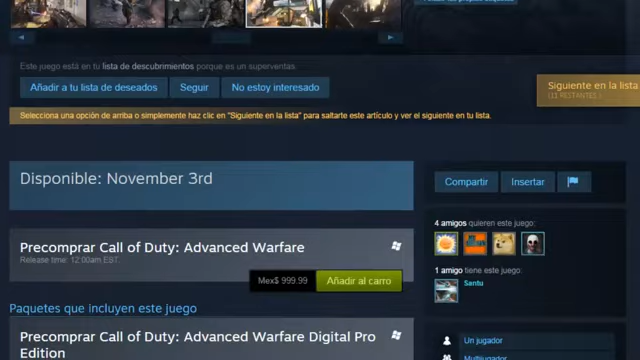 Este juego está en tu lista de descubrimientos porque es un superventas.
Añadir a tu lista de deseados
Seguir
No estoy interesado
Siguiente en la lista
(11 RESTANTES )
Selecciona una opción de arriba o simplemente haz clic en "Siguiente en la lista" para saltarte este artículo y ver el siguiente en tu lista.
Disponible: November 3rd
Compartir
Insertar
4 amigos quieren este juego:
Precomprar Call of Duty: Advanced Warfare
Release time: 12:00am EST.
Mex$ 999.99
Añadir al carro
1 amigo tiene este juego:
Santu
Paquetes que incluyen este juego
Precomprar Call of Duty: Advanced Warfare Digital Pro
Edition
Un jugador
Multijugador